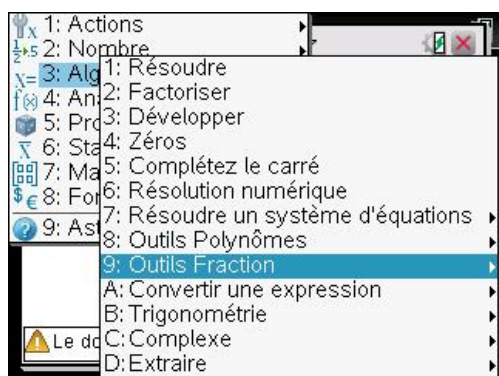 1: Actions
2: Nombre
3: Alg
4: An
5: Pro
6: Sta
7: Ma
8: For
9: Ast
1: Résoudre
2: Factoriser
3: Développer
4: Zéros
5: Complétez le carré
6: Résolution numérique
7: Résoudre un système d'équations
8: Outils Polynômes
9: Outils Fraction
A: Convertir une expression
B: Trigonométrie
C: Complexe
D: Extraire
Le do